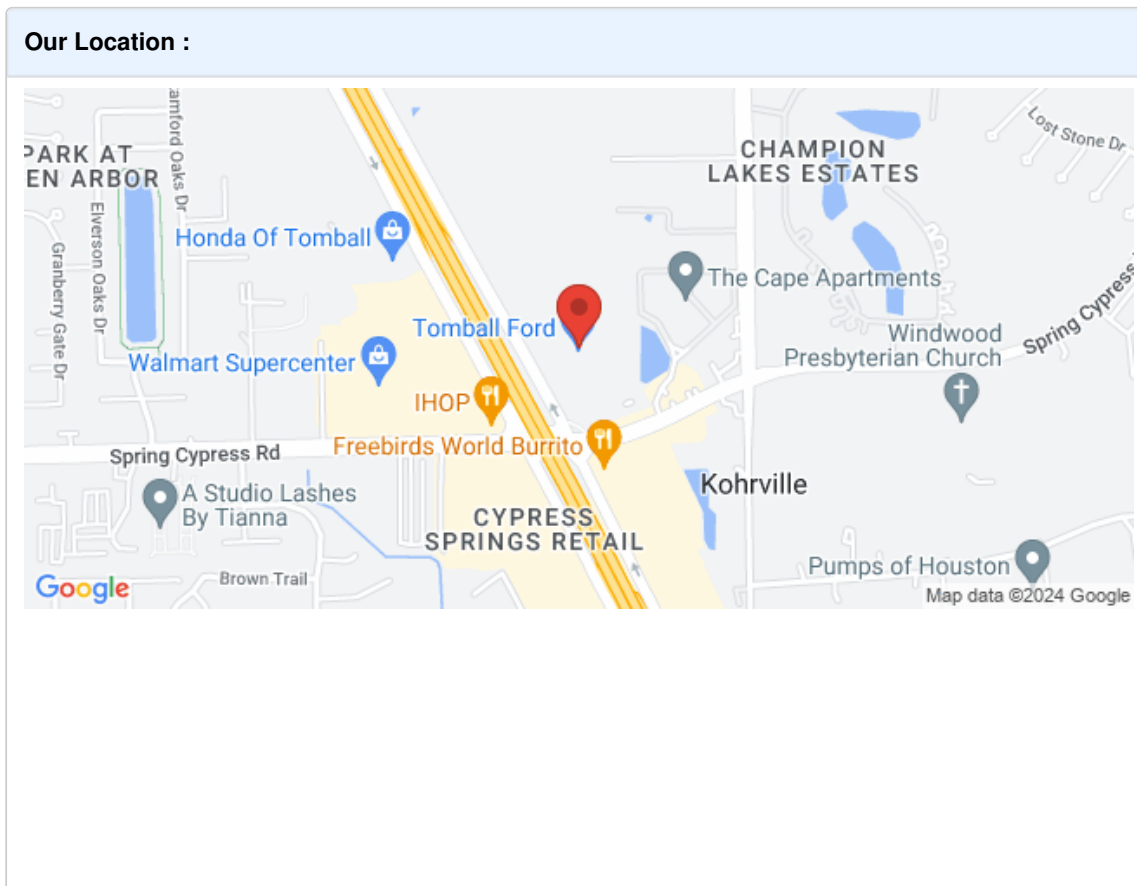 Our Location :
PARK AT
EN ARBOR
amford Oaks Dr
Elverson Oaks Dr
Granberry Gate Dr
Honda Of Tomball
CHAMPION
LAKES ESTATES
Lost Stone Dr
The Cape Apartments
Tomball Ford
Windwood
Presbyterian Church
Spring Cypress
Walmart Supercenter
IHOP
Freebirds World Burrito
Spring Cypress Rd
Kohrville
A Studio Lashes
By Tianna
CYPRESS
SPRINGS RETAIL
Brown Trail
Pumps of Houston
Google
Map data ©2024 Google